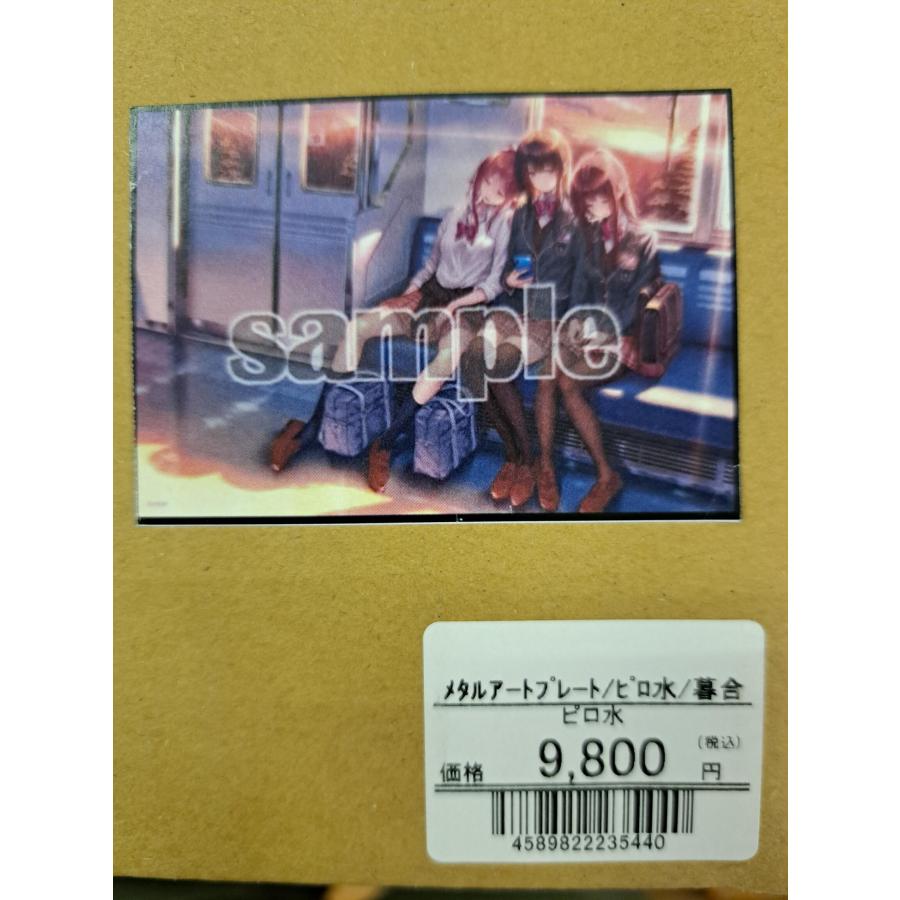 sample
ﾒﾀﾙアートプレート/ピロ水/暮合
ピロ水
価格 9,800 (税込) 円
4589822235440